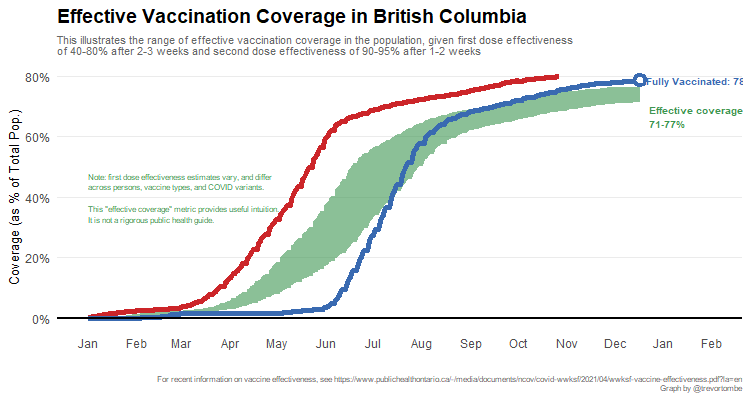 Effective Vaccination Coverage in British Columbia
This illustrates the range of effective vaccination coverage in the population, given first dose effectiveness
of 40-80% after 2-3 weeks and second dose effectiveness of 90-95% after 1-2 weeks
Coverage (as % of Total Pop.)
80%
60%
40%
20%
0%
Fully Vaccinated: 78
Effective coverage
71-77%
Note: first dose effectiveness estimates vary, and differ
across persons, vaccine types, and COVID variants.
This "effective coverage" metric provides useful intuition.
It is not a rigorous public health guide.
Jan Feb Mar Apr May Jun Jul Aug Sep Oct Nov Dec Jan Feb
For recent information on vaccine effectiveness, see https://www.publichealthontario.ca/-/media/documents/ncov/covid-wwksf/2021/04/wwksf-vaccine-effectiveness.pdf?la=en
Graph by @trevortombe